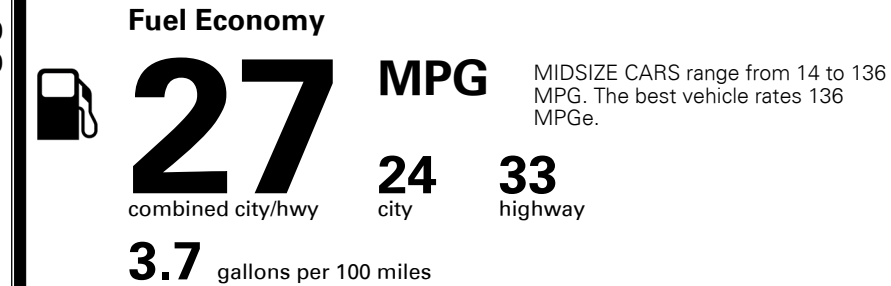 Fuel Economy
27 MPG
MIDSIZE CARS range from 14 to 136
MPG. The best vehicle rates 136
MPGe.
combined city/hwy
24
city
33
highway
3.7 gallons per 100 miles